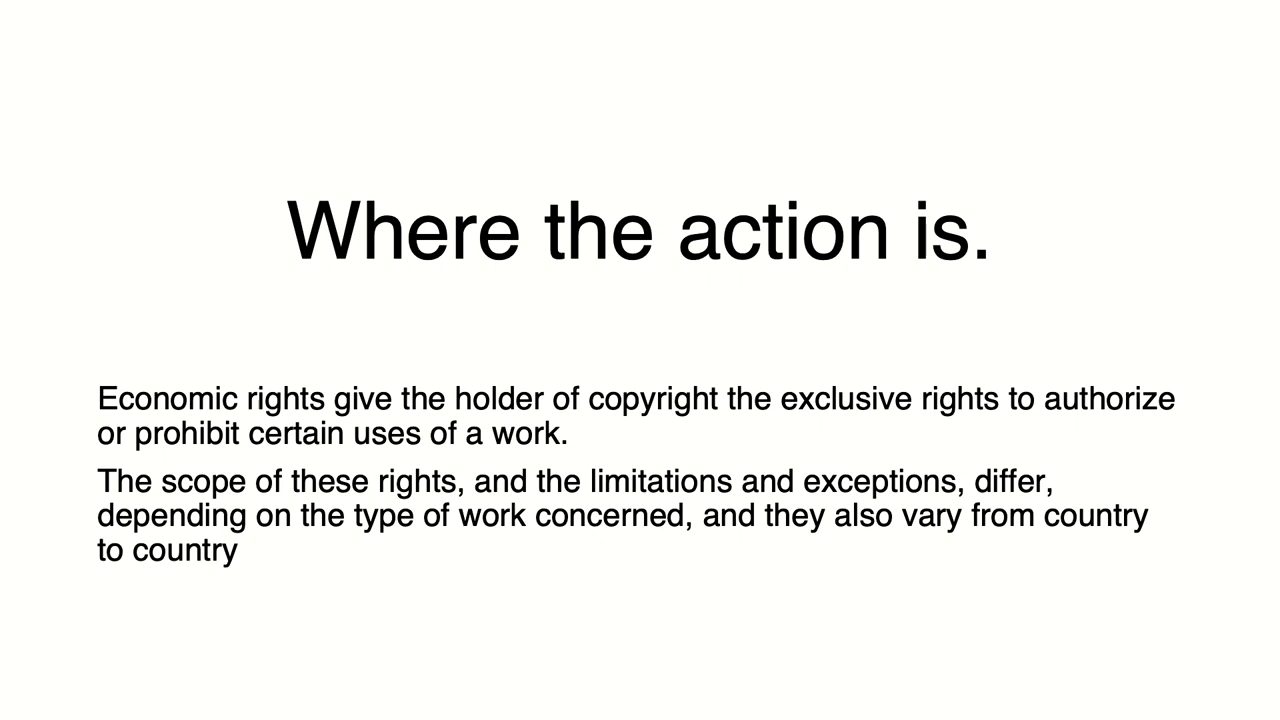 Where the action is.
Economic rights give the holder of copyright the exclusive rights to authorize
or prohibit certain uses of a work.
The scope of these rights, and the limitations and exceptions, differ,
depending on the type of work concerned, and they also vary from country
to country